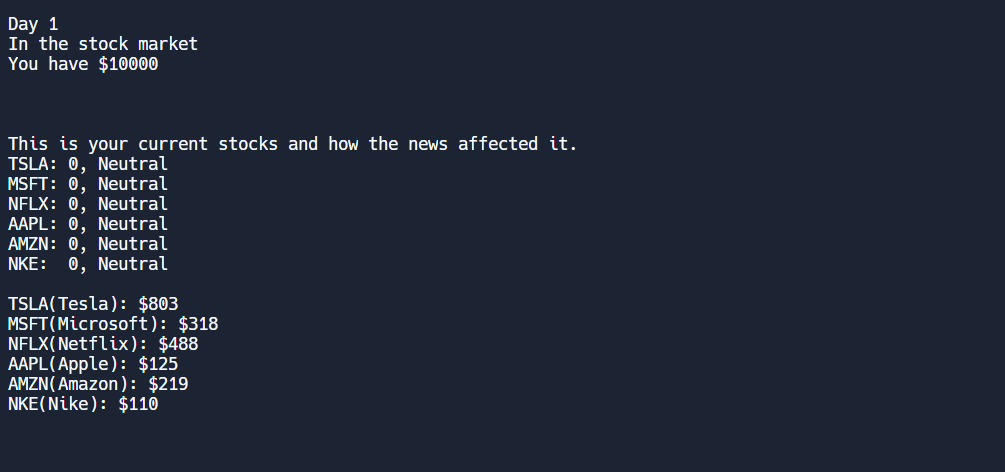 Day 1
In the stock market
You have $10000
This is your current stocks and how the news affected it.
TSLA: 0, Neutral
MSFT: 0, Neutral
NFLX: 0, Neutral
AAPL: 0, Neutral
AMZN: 0, Neutral
NKE:  0, Neutral
TSLA(Tesla): $803
MSFT(Microsoft): $318
NFLX(Netflix): $488
AAPL(Apple): $125
AMZN(Amazon): $219
NKE(Nike): $110